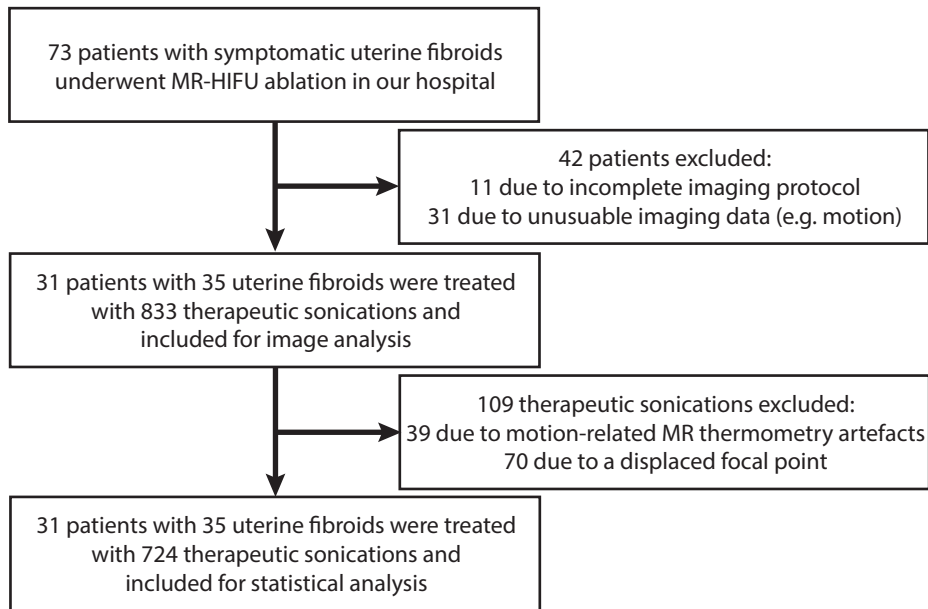 73 patients with symptomatic uterine fibroids
underwent MR-HIFU ablation in our hospital
42 patients excluded:
11 due to incomplete imaging protocol
31 due to unusuable imaging data (e.g. motion)
31 patients with 35 uterine fibroids were treated
with 833 therapeutic sonications and
included for image analysis
109 therapeutic sonications excluded:
39 due to motion-related MR thermometry artefacts
70 due to a displaced focal point
31 patients with 35 uterine fibroids were treated
with 724 therapeutic sonications and
included for statistical analysis